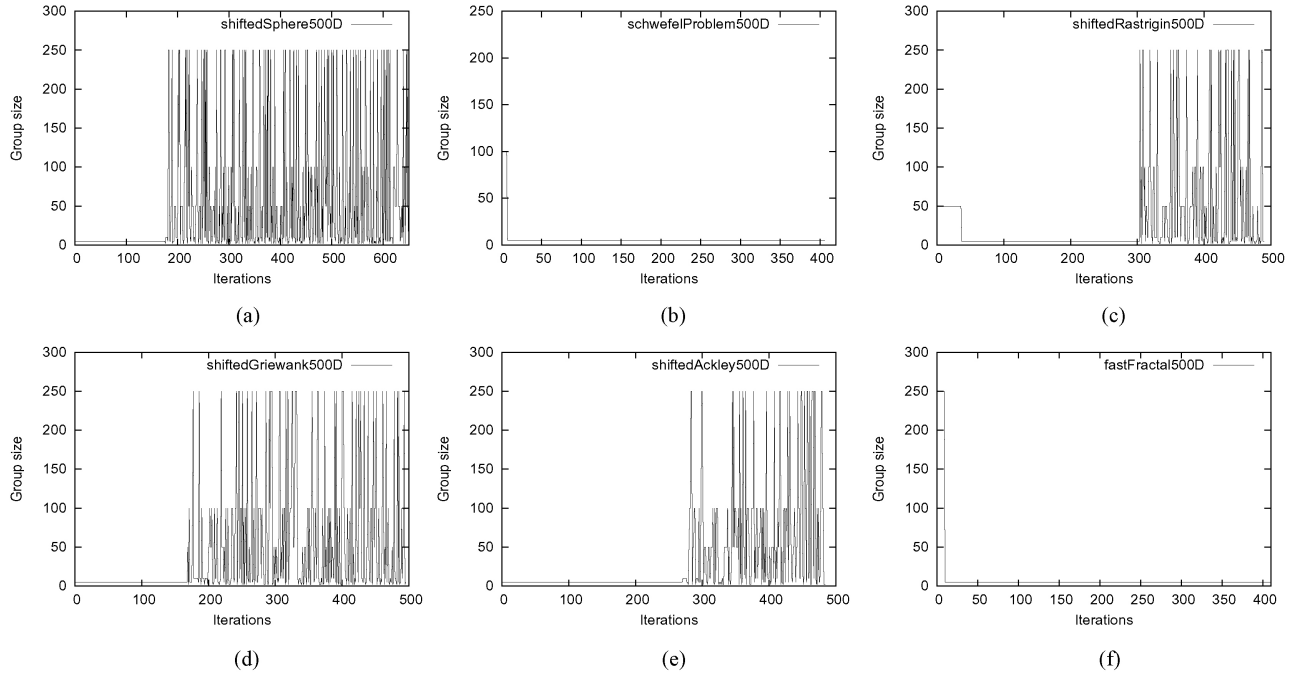 shiftedSphere500D
300
250
200
150
100
50
0
Group size
0 100 200 300 400 500 600
Iterations
(a)
schwefelProblem500D
250
200
150
100
50
0
Group size
0 50 100 150 200 250 300 350 400
Iterations
(b)
shiftedRastrigin500D
300
250
200
150
100
50
0
Group size
0 100 200 300 400 500
Iterations
(c)
shiftedGriewank500D
300
250
200
150
100
50
0
Group size
0 100 200 300 400 500
Iterations
(d)
shiftedAckley500D
300
250
200
150
100
50
0
Group size
0 100 200 300 400 500
Iterations
(e)
fastFractal500D
300
250
200
150
100
50
0
Group size
0 50 100 150 200 250 300 350 400
Iterations
(f)